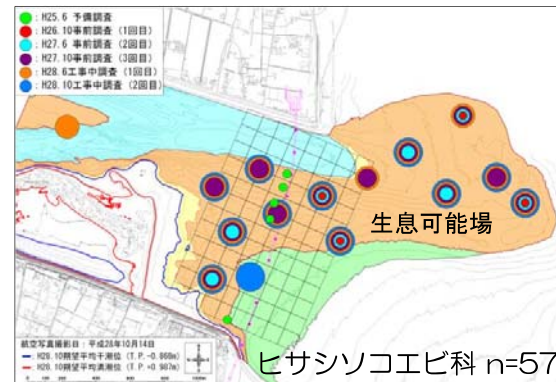 :H25.6 予備調査
:H26.10事前調査(1回目)
:H27.6 事前調査(2回目)
:H27.10事前調査(3回目)
:H28.6工事中調査(1回目)
:H28.10工事中調査(2回目)
生息可能場
航空写真撮影日:平成28年10月14日
:H28.10朔望平均干潮位(T.P.-0.868m)
:H28.10朔望平均満潮位(T.P.+0.987m)
ヒサシソコエビ科 n=57